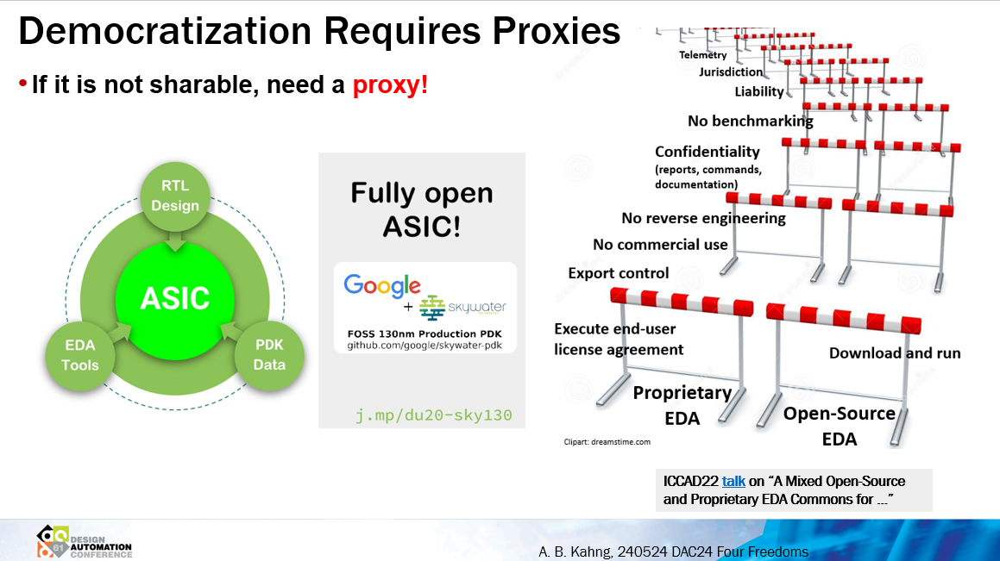 Democratization Requires Proxies
• If it is not sharable, need a proxy!
RTL
Design
ASIC
EDA
Tools
PDK
Data
Fully open
ASIC!
Google
+ skywater
FOSS 130nm Production PDK
github.com/google/skywater-pdk
j.mp/du20-sky130
Telemetry
Jurisdiction
Liability
No benchmarking
Confidentiality
(reports, commands,
documentation)
No reverse engineering
No commercial use
Export control
Execute end-user
license agreement
Download and run
Proprietary
EDA
Open-Source
EDA
Clipart: dreamstime.com
ICCAD22 talk on “A Mixed Open-Source
and Proprietary EDA Commons for ...”
61
DESIGN
AUTOMATION
CONFERENCE
A. B. Kahng, 240524 DAC24 Four Freedoms